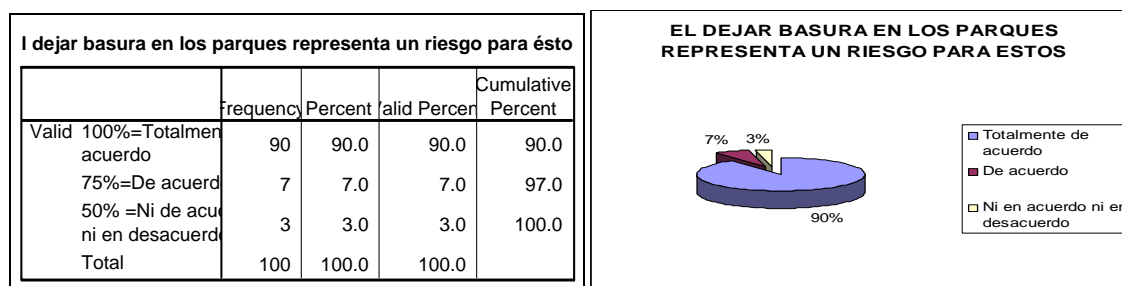 l dejar basura en los parques representa un riesgo para ésto
Frequency Percent Valid Percen Cumulative Percent
Valid 100%=Totalmen acuerdo 90 90.0 90.0 90.0
75%=De acuerd 7 7.0 7.0 97.0
50% =Ni de acue ni en desacuerdo 3 3.0 3.0 100.0
Total 100 100.0 100.0
EL DEJAR BASURA EN LOS PARQUES
REPRESENTA UN RIESGO PARA ESTOS
7% 3%
90%
Totalmente de
acuerdo
De acuerdo
Ni en acuerdo ni en
desacuerdo